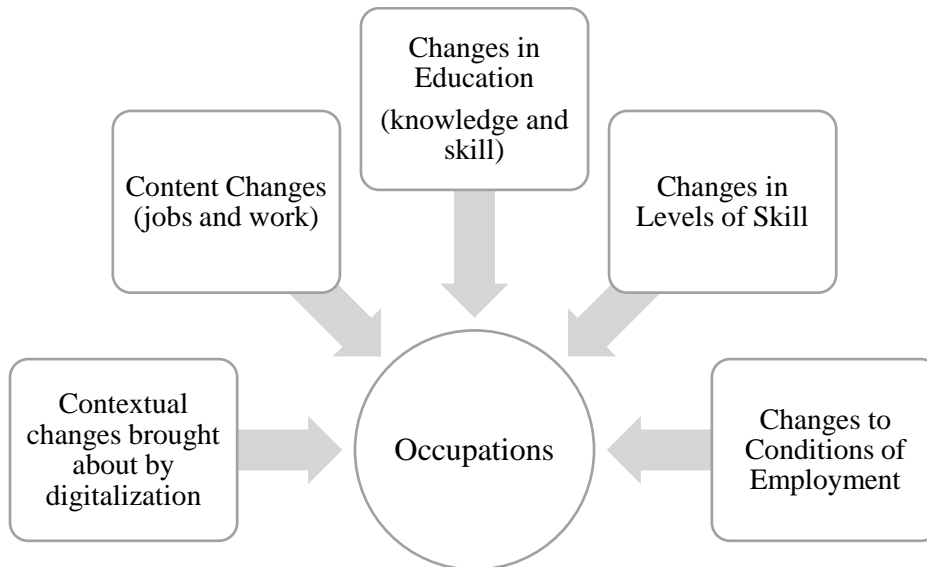 Changes in
Education
(knowledge and
skill)
Content Changes
(jobs and work)
Changes in
Levels of Skill
Contextual
changes brought
about by
digitalization
Occupations
Changes to
Conditions of
Employment